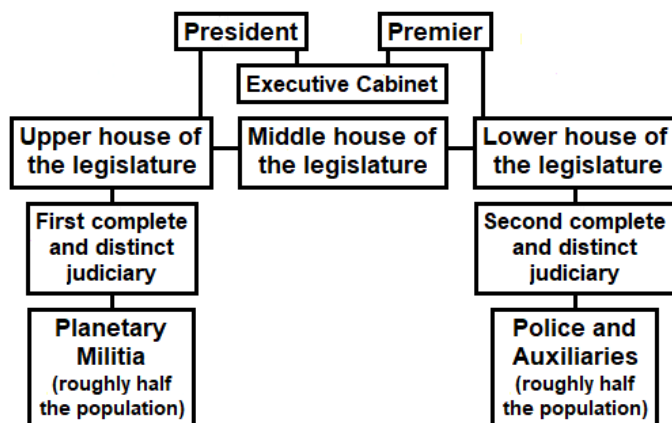 President
Premier
Executive Cabinet
Upper house of
the legislature
Middle house of
the legislature
Lower house of
the legislature
First complete
and distinct
judiciary
Second complete
and distinct
judiciary
Planetary
Militia
(roughly half
the population)
Police and
Auxiliaries
(roughly half
the population)